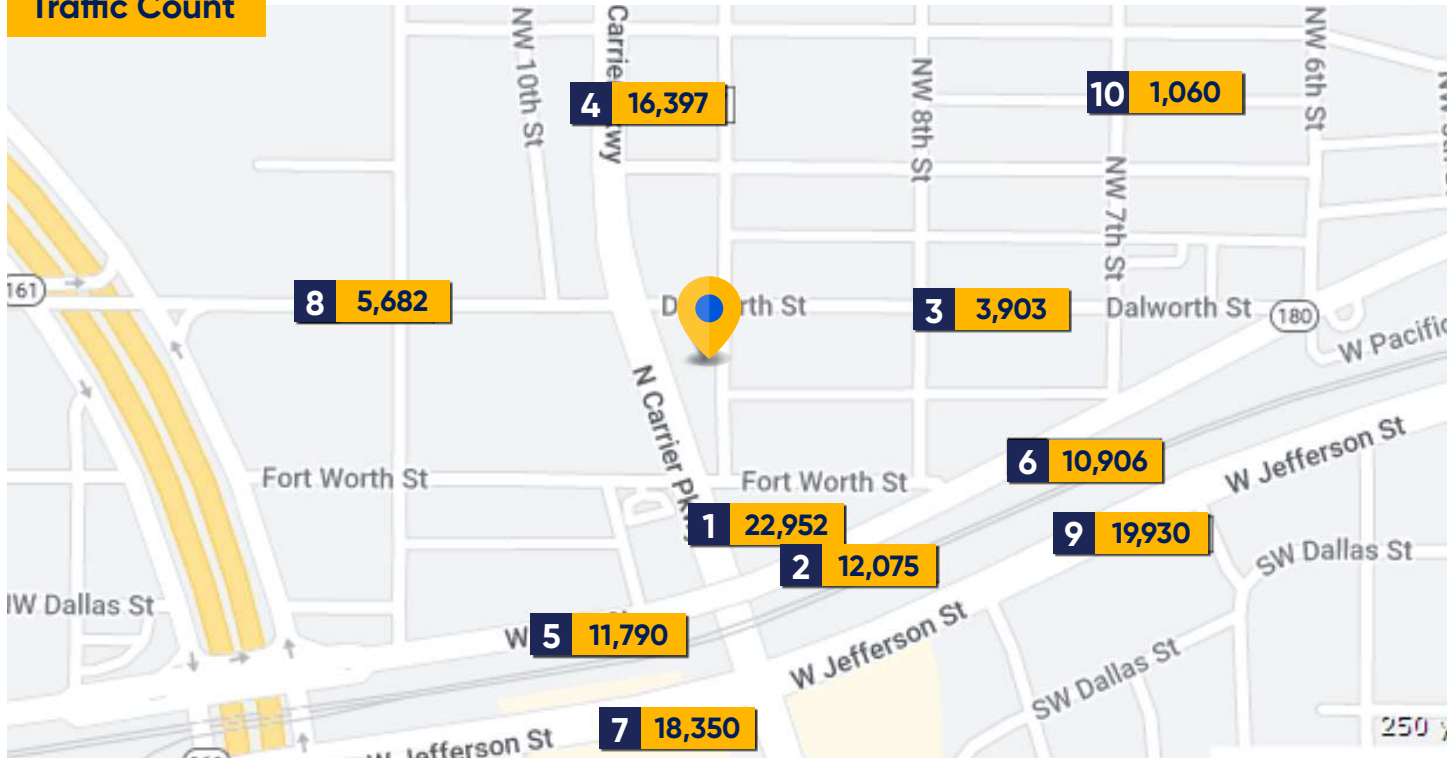 Traffic Count
NW 10th St
Carrie
wy
4 16,397
NW 8th St
10 1,060
NW 6th St
NW 7th St
161
8 5,682
D
rth St
3 3,903
Dalworth St
180
W Pacific
N Carrier Pkwy
Fort Worth St
Fort Worth St
6 10,906
W Jefferson St
1 22,952
9 19,930
2 12,075
SW Dallas St
W Dallas St
W
5 11,790
W Jefferson St
SW Dallas St
7 18,350
W Jefferson St
250 y